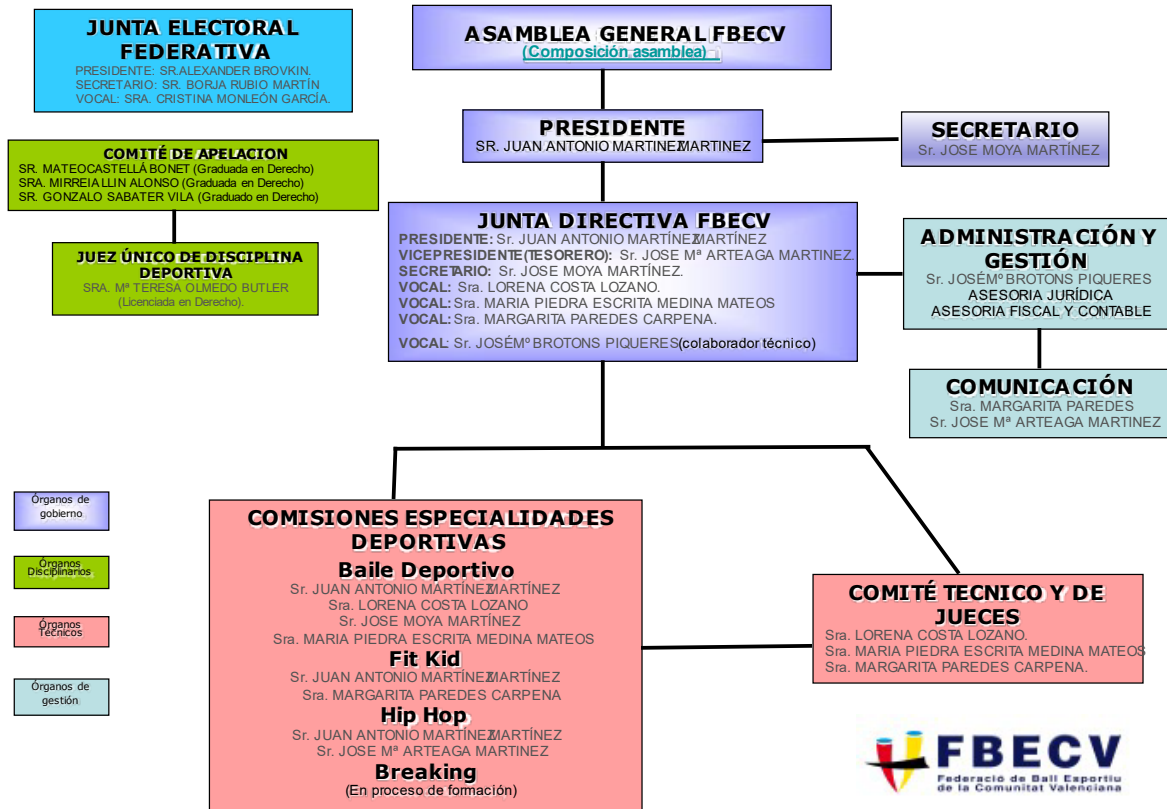 JUNTA ELECTORAL
FEDERATIVA
PRESIDENTE: SR.ALEXANDER BROVKIN.
SECRETARIO: SR. BORJA RUBIO MARTÍN
VOCAL: SRA. CRISTINA MONLEÓN GARCÍA.
ASAMBLEA GENERAL FBECV
(Composición asamblea)
PRESIDENTE
SR. JUAN ANTONIO MARTINEZ MARTINEZ
SECRETARIO
Sr. JOSE MOYA MARTÍNEZ
COMITÉ DE APELACION
SR. MATEOCASTELLÁ BONET (Graduada en Derecho)
SRA. MIRREIALLIN ALONSO (Graduada en Derecho)
SR. GONZALO SABATER VILA (Graduado en Derecho)
JUEZ ÚNICO DE DISCIPLINA
DEPORTIVA
SRA. Mª TERESA OLMEDO BUTLER
(Licenciada en Derecho).
JUNTA DIRECTIVA FBECV
PRESIDENTE: Sr. JUAN ANTONIO MARTÍNEZ MARTÍNEZ
VICEPRESIDENTE(TESORERO): Sr. JOSE Mª ARTEAGA MARTINEZ.
SECRETARIO: Sr. JOSE MOYA MARTÍNEZ.
VOCAL: Sra. LORENA COSTA LOZANO.
VOCAL: Sra. MARIA PIEDRA ESCRITA MEDINA MATEOS
VOCAL: Sra. MARGARITA PAREDES CARPENA.
VOCAL: Sr. JOSÉMº BROTONS PIQUERES(colaborador técnico)
ADMINISTRACIÓN Y
GESTIÓN
Sr. JOSÉMº BROTONS PIQUERES
ASESORIA JURÍDICA
ASESORIA FISCAL Y CONTABLE
COMUNICACIÓN
Sra. MARGARITA PAREDES
Sr. JOSE Mª ARTEAGA MARTINEZ
Órganos de
gobierno
Órganos
Disciplinarios
Órganos
Técnicos
Órganos de
gestión
COMISIONES ESPECIALIDADES
DEPORTIVAS
Baile Deportivo
Sr. JUAN ANTONIO MARTÍNEZ MARTÍNEZ
Sra. LORENA COSTA LOZANO
Sr. JOSE MOYA MARTÍNEZ
Sra. MARIA PIEDRA ESCRITA MEDINA MATEOS
Fit Kid
Sr. JUAN ANTONIO MARTÍNEZ MARTÍNEZ
Sra. MARGARITA PAREDES CARPENA
Hip Hop
Sr. JUAN ANTONIO MARTÍNEZ MARTÍNEZ
Sr. JOSE Mª ARTEAGA MARTINEZ
Breaking
(En proceso de formación)
COMITÉ TECNICO Y DE
JUECES
Sra. LORENA COSTA LOZANO.
Sra. MARIA PIEDRA ESCRITA MEDINA MATEOS
Sra. MARGARITA PAREDES CARPENA.
FBECV
Federació de Ball Esportiu
de la Comunitat Valenciana